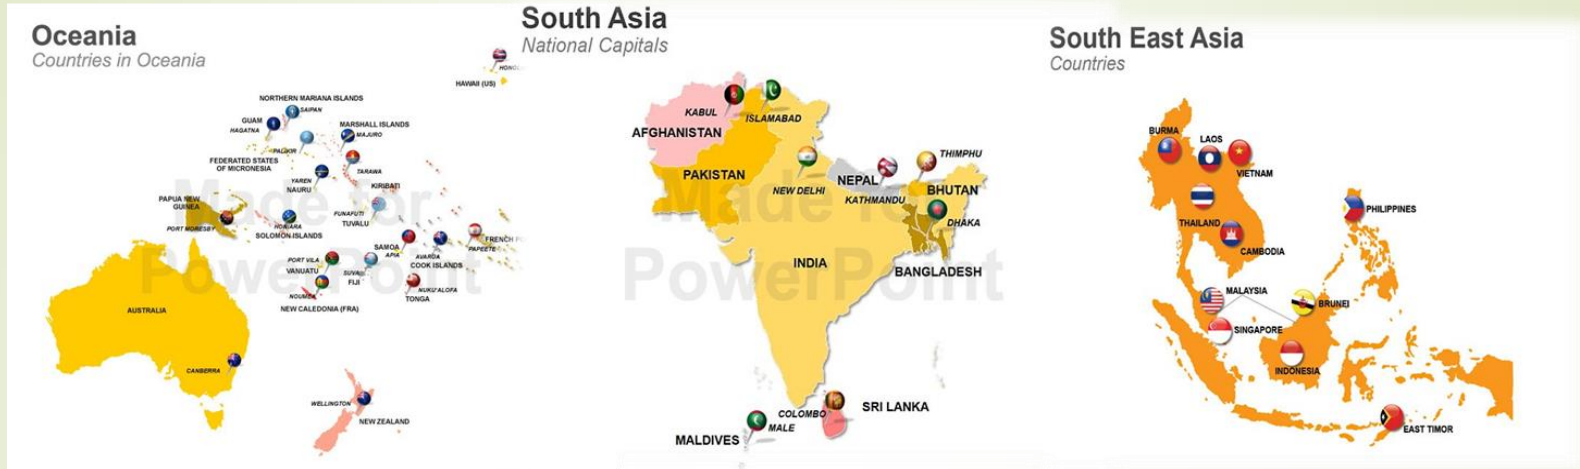 Oceania
Countries in Oceania
HAWAII (US)
NORTHERN MARIANA ISLANDS
SAIPAN
GUAM
HAGATNA
MARSHALL ISLANDS
MAJURO
PALIKIR
FEDERATED STATES
OF MICRONESIA
TARAWA
YAREN
NAURU
KIRIBATI
PAPUA NEW
GUINEA
PORT MORESBY
FUNAFUTI
TUVALU
HONIARA
SOLOMON ISLANDS
SAMOA
APIA
AVARUA
COOK ISLANDS
PAPEETE
FRENCH
PORT VILA
VANUATU
SUVA
FIJI
NUKU'ALOFA
TONGA
NOUMEA
NEW CALEDONIA (FRA)
AUSTRALIA
CANBERRA
WELLINGTON
NEW ZEALAND
Made for
PowerPoint
South Asia
National Capitals
KABUL
ISLAMABAD
AFGHANISTAN
PAKISTAN
NEW DELHI
NEPAL
KATHMANDU
THIMPHU
BHUTAN
DHAKA
INDIA
BANGLADESH
COLOMBO
SRI LANKA
MALE
MALDIVES
Made for
PowerPoint
South East Asia
Countries
BURMA
LAOS
VIETNAM
THAILAND
CAMBODIA
PHILIPPINES
MALAYSIA
BRUNEI
SINGAPORE
INDONESIA
EAST TIMOR